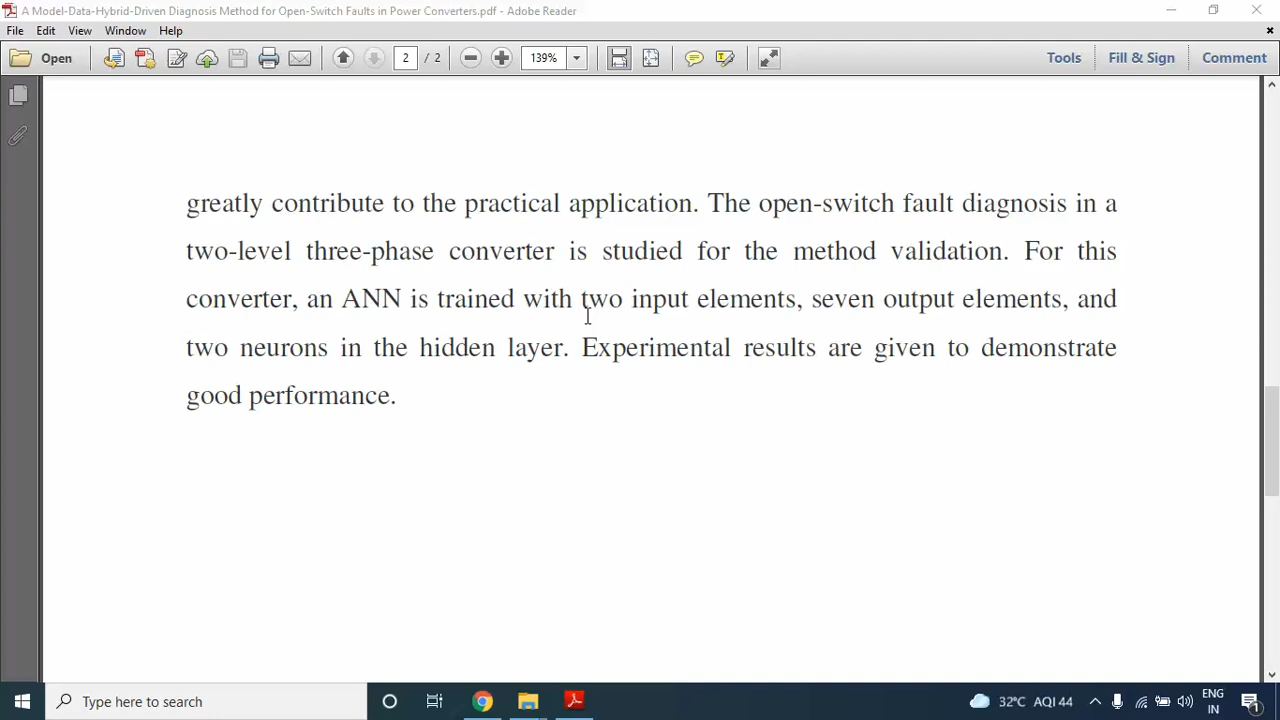 A Model-Data-Hybrid-Driven Diagnosis Method for Open-Switch Faults in Power Converters.pdf - Adobe Reader
File Edit View Window Help
Open 2 / 2 139% Tools Fill & Sign Comment
greatly contribute to the practical application. The open-switch fault diagnosis in a
two-level three-phase converter is studied for the method validation. For this
converter, an ANN is trained with two input elements, seven output elements, and
two neurons in the hidden layer. Experimental results are given to demonstrate
good performance.
Type here to search 32°C AQI 44 ENG
IN 1